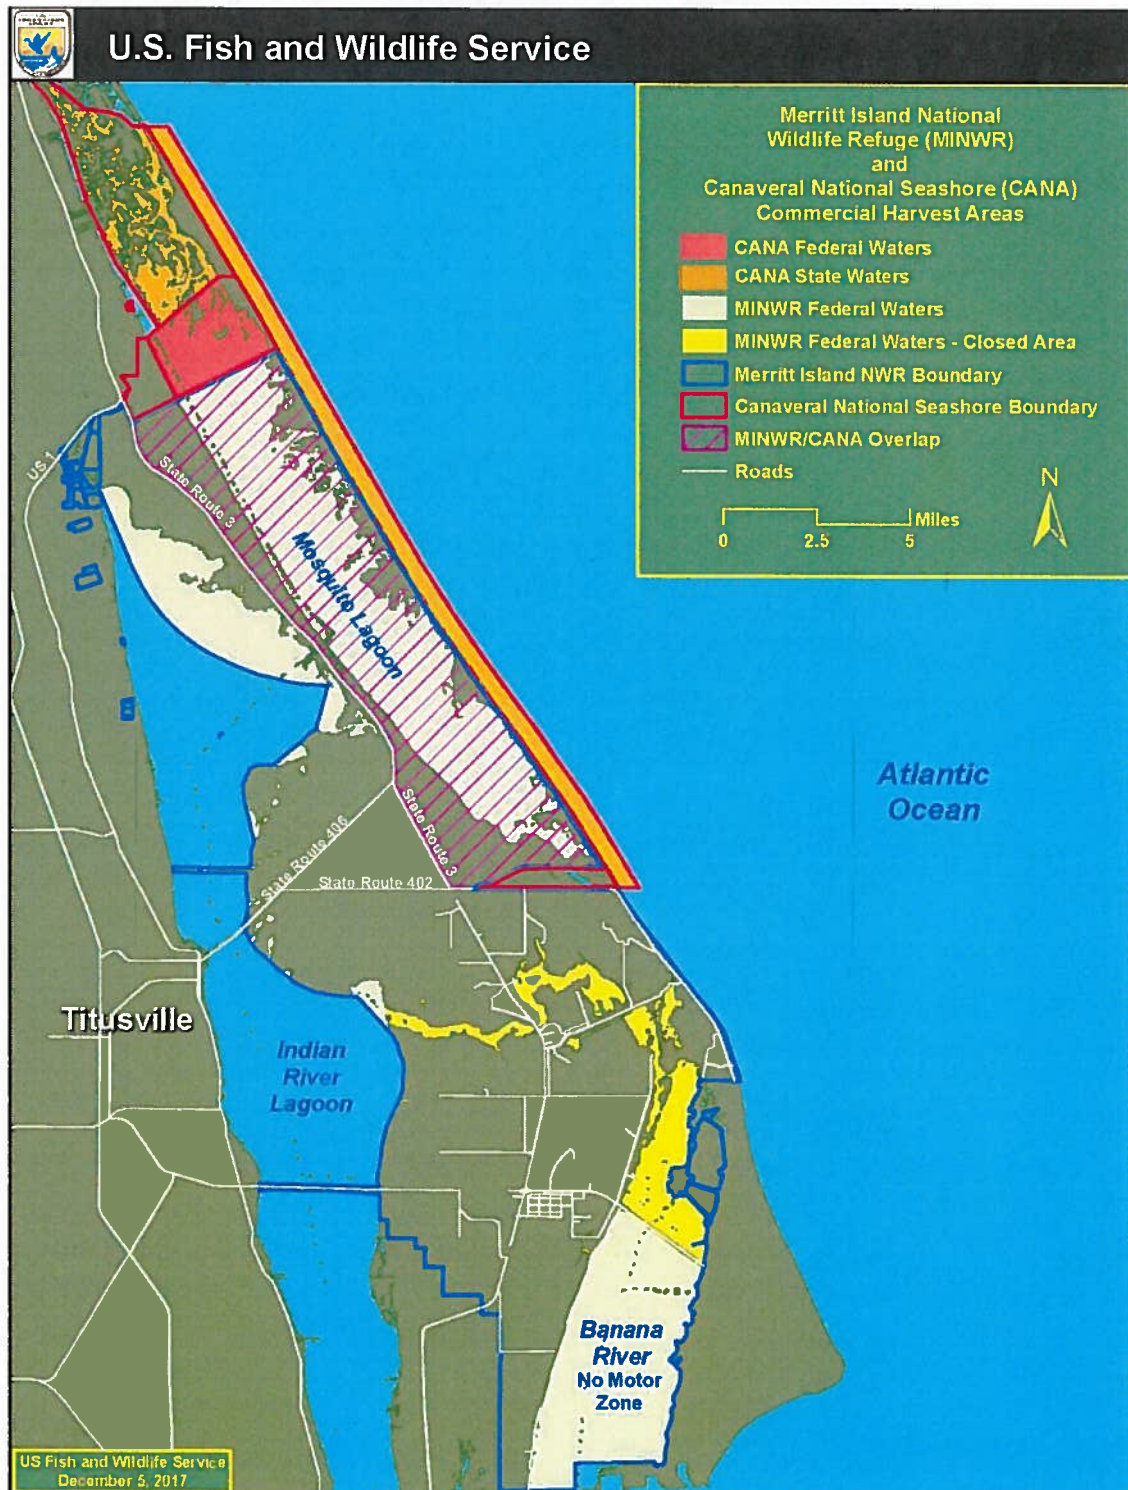 U.S. Fish and Wildlife Service
Merritt Island National
Wildlife Refuge (MINWR)
and
Canaveral National Seashore (CANA)
Commercial Harvest Areas
CANA Federal Waters
CANA State Waters
MINWR Federal Waters
MINWR Federal Waters - Closed Area
Merritt Island NWR Boundary
Canaveral National Seashore Boundary
MINWR/CANA Overlap
Roads
N
Miles
0 2.5 5
US 1
State Route 3
Mosquito Lagoon
Atlantic
Ocean
State Route 3
State Route 406
State Route 402
Titusville
Indian
River
Lagoon
Banana
River
No Motor
Zone
US Fish and Wildlife Service
December 5, 2017